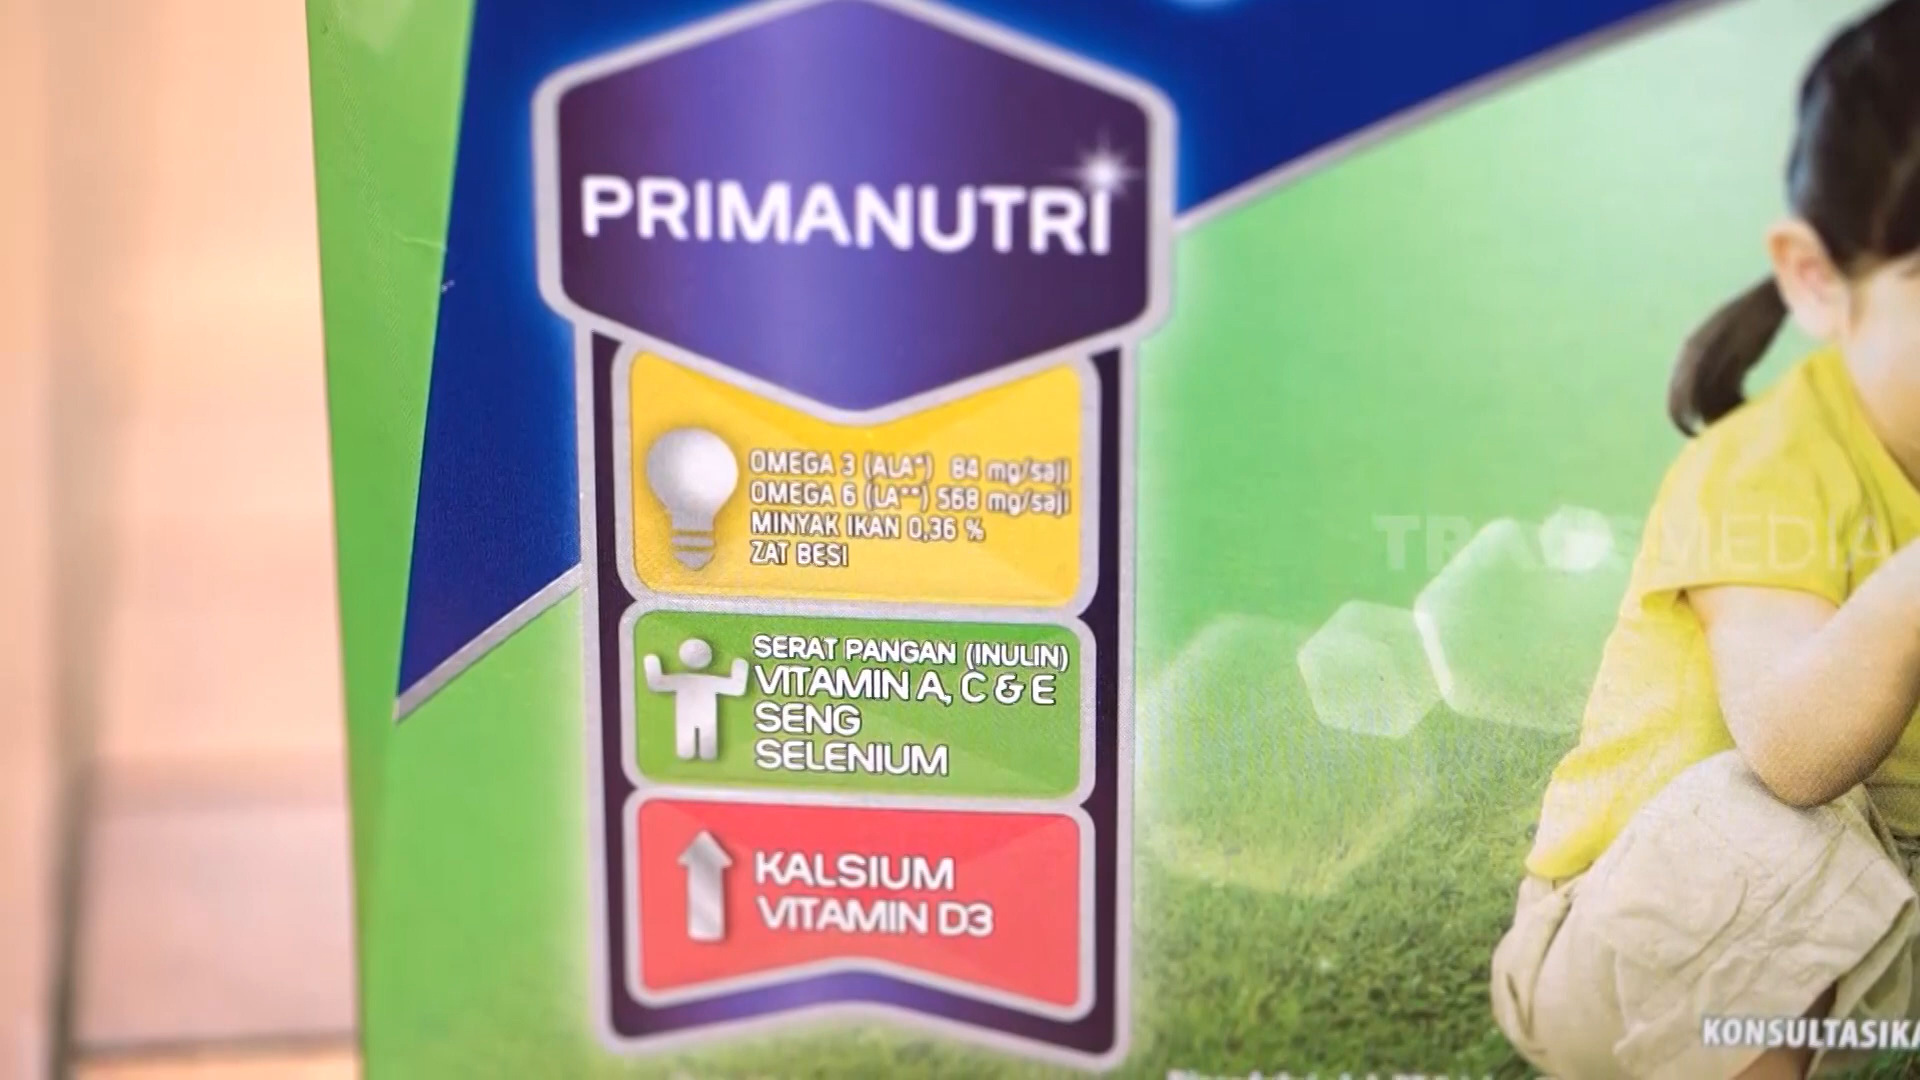 PRIMANUTRI
OMEGA 3 (ALA*) 84 mg/saji
OMEGA 6 (LA**) 568 mg/saji
MINYAK IKAN 0,36 %
ZAT BESI
SERAT PANGAN (INULIN)
VITAMIN A, C & E
SENG
SELENIUM
KALSIUM
VITAMIN D3
TRANSMEDIA
KONSULTASIKA